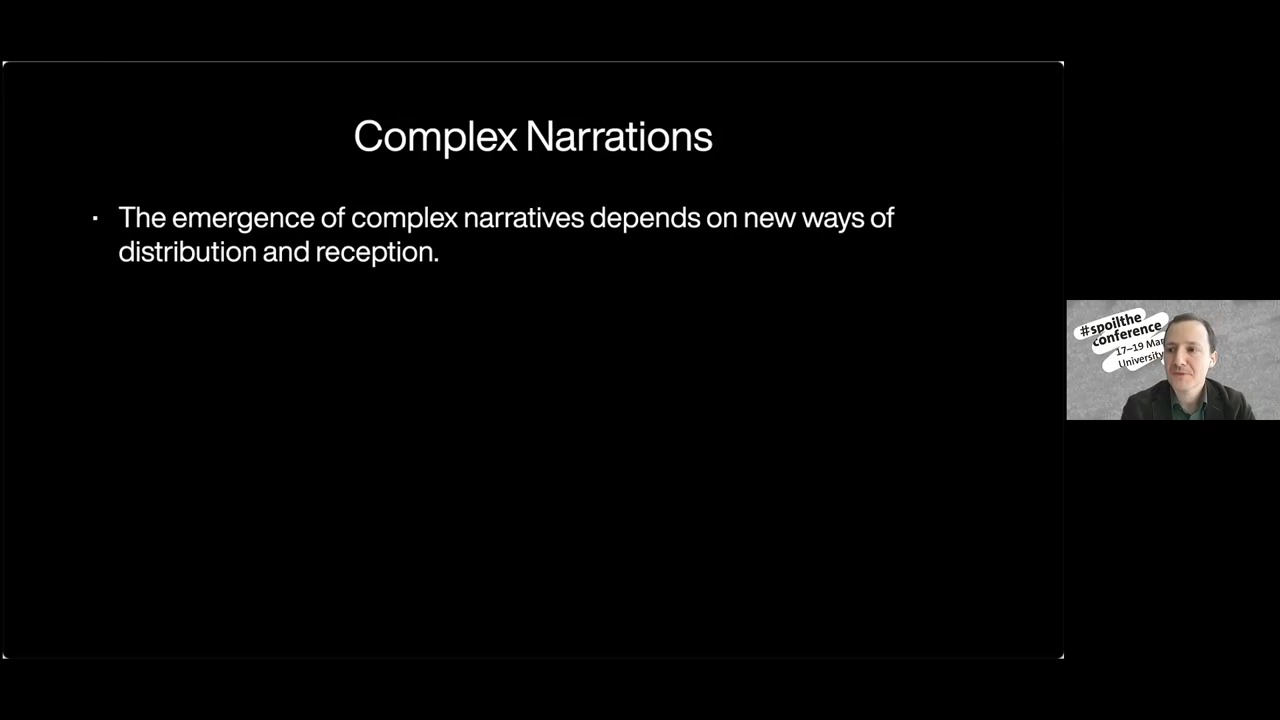 Complex Narrations
· The emergence of complex narratives depends on new ways of
distribution and reception.
#spoilthe
conference
17–19 Mar
University